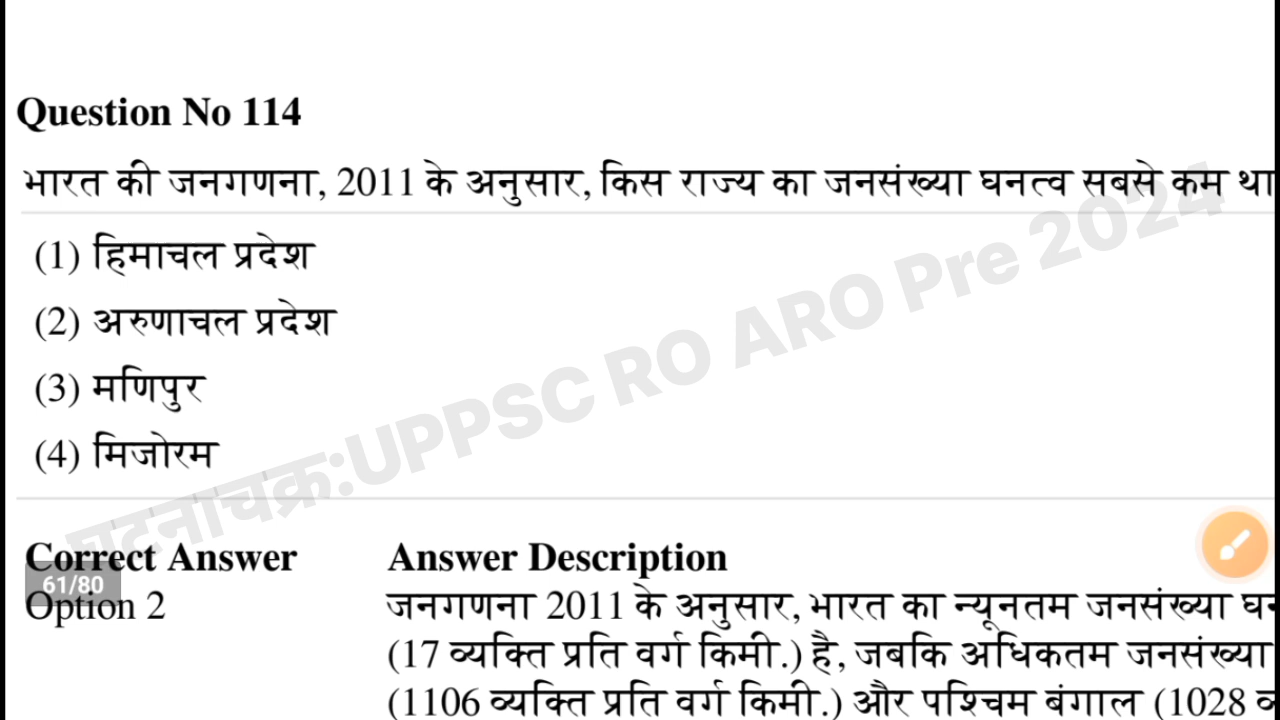 Question No 114
भारत की जनगणना, 2011 के अनुसार, किस राज्य का जनसंख्या घनत्व सबसे कम था
(1) हिमाचल प्रदेश
(2) अरुणाचल प्रदेश
(3) मणिपुर
(4) मिजोरम
घटनाचक्र:UPPSC RO ARO Pre 2024
Correct Answer
Answer Description
61/80
Option 2
जनगणना 2011 के अनुसार, भारत का न्यूनतम जनसंख्या
(17 व्यक्ति प्रति वर्ग किमी.) है, जबकि अधिकतम जनसंख्या
(1106 व्यक्ति प्रति वर्ग किमी.) और पश्चिम बंगाल (1028